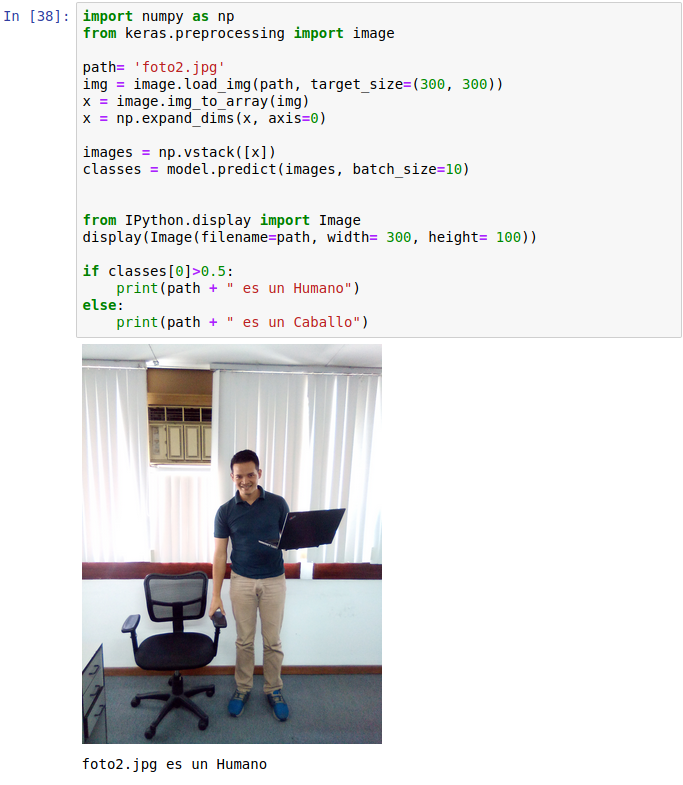 In [38]:
import numpy as np
from keras.preprocessing import image
path= 'foto2.jpg'
img = image.load_img(path, target_size=(300, 300))
x = image.img_to_array(img)
x = np.expand_dims(x, axis=0)
images = np.vstack([x])
classes = model.predict(images, batch_size=10)
from IPython.display import Image
display(Image(filename=path, width= 300, height= 100))
if classes[0]>0.5:
    print(path + " es un Humano")
else:
    print(path + " es un Caballo")
foto2.jpg es un Humano